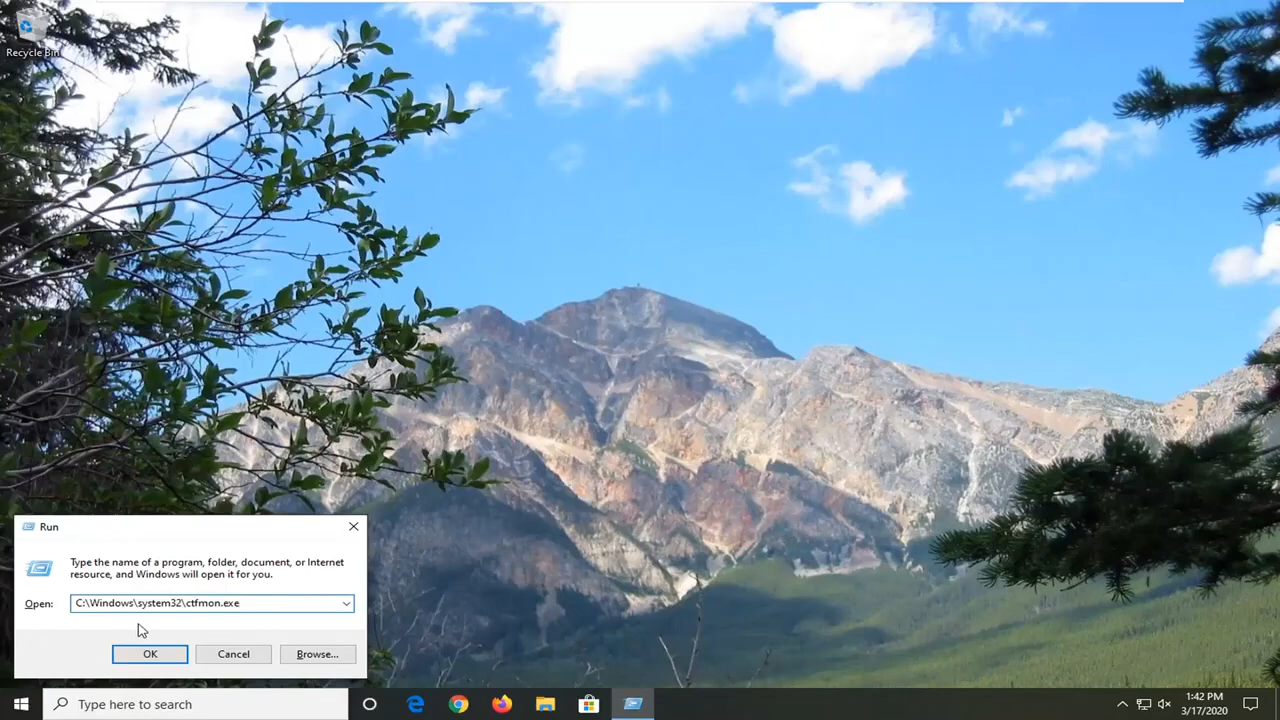 Recycle Bin
Run
Type the name of a program, folder, document, or Internet
resource, and Windows will open it for you.
Open:
C:\Windows\system32\ctfmon.exe
OK
Cancel
Browse...
Type here to search
1:42 PM
3/17/2020